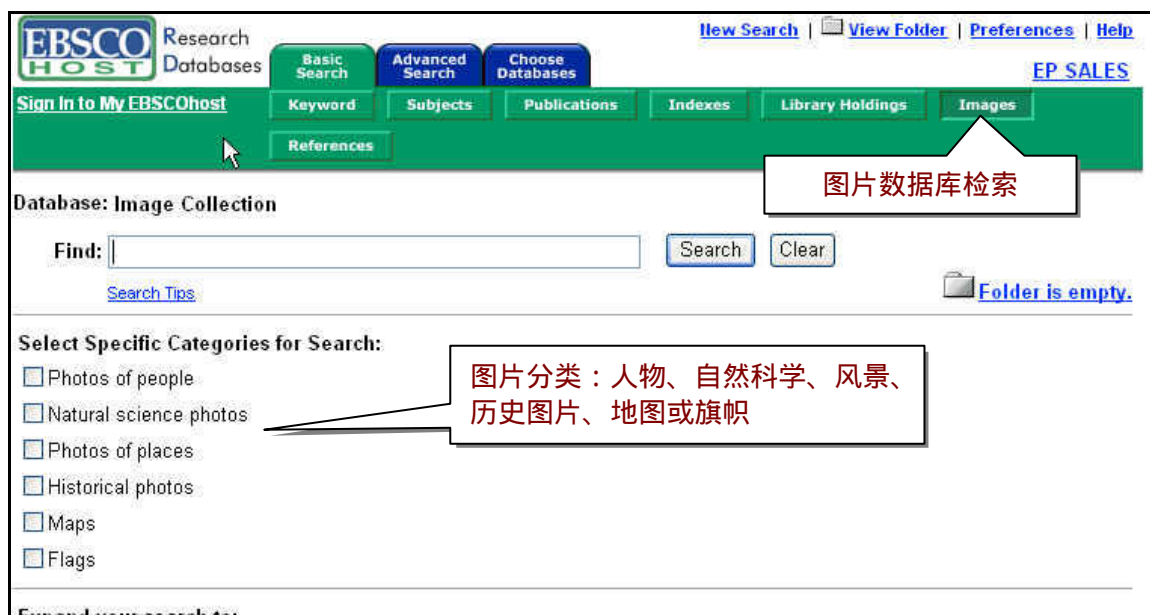 EBSCO HOST Research Databases
New Search | View Folder | Preferences | Help
Basic Search
Advanced Search
Choose Databases
EP SALES
Sign In to My EBSCOhost
Keyword
Subjects
Publications
Indexes
Library Holdings
Images
References
图片数据库检索
Database: Image Collection
Find:
Search
Clear
Search Tips
Folder is empty.
Select Specific Categories for Search:
Photos of people
Natural science photos
Photos of places
Historical photos
Maps
Flags
图片分类：人物、自然科学、风景、
历史图片、地图或旗帜
Expand your search to: